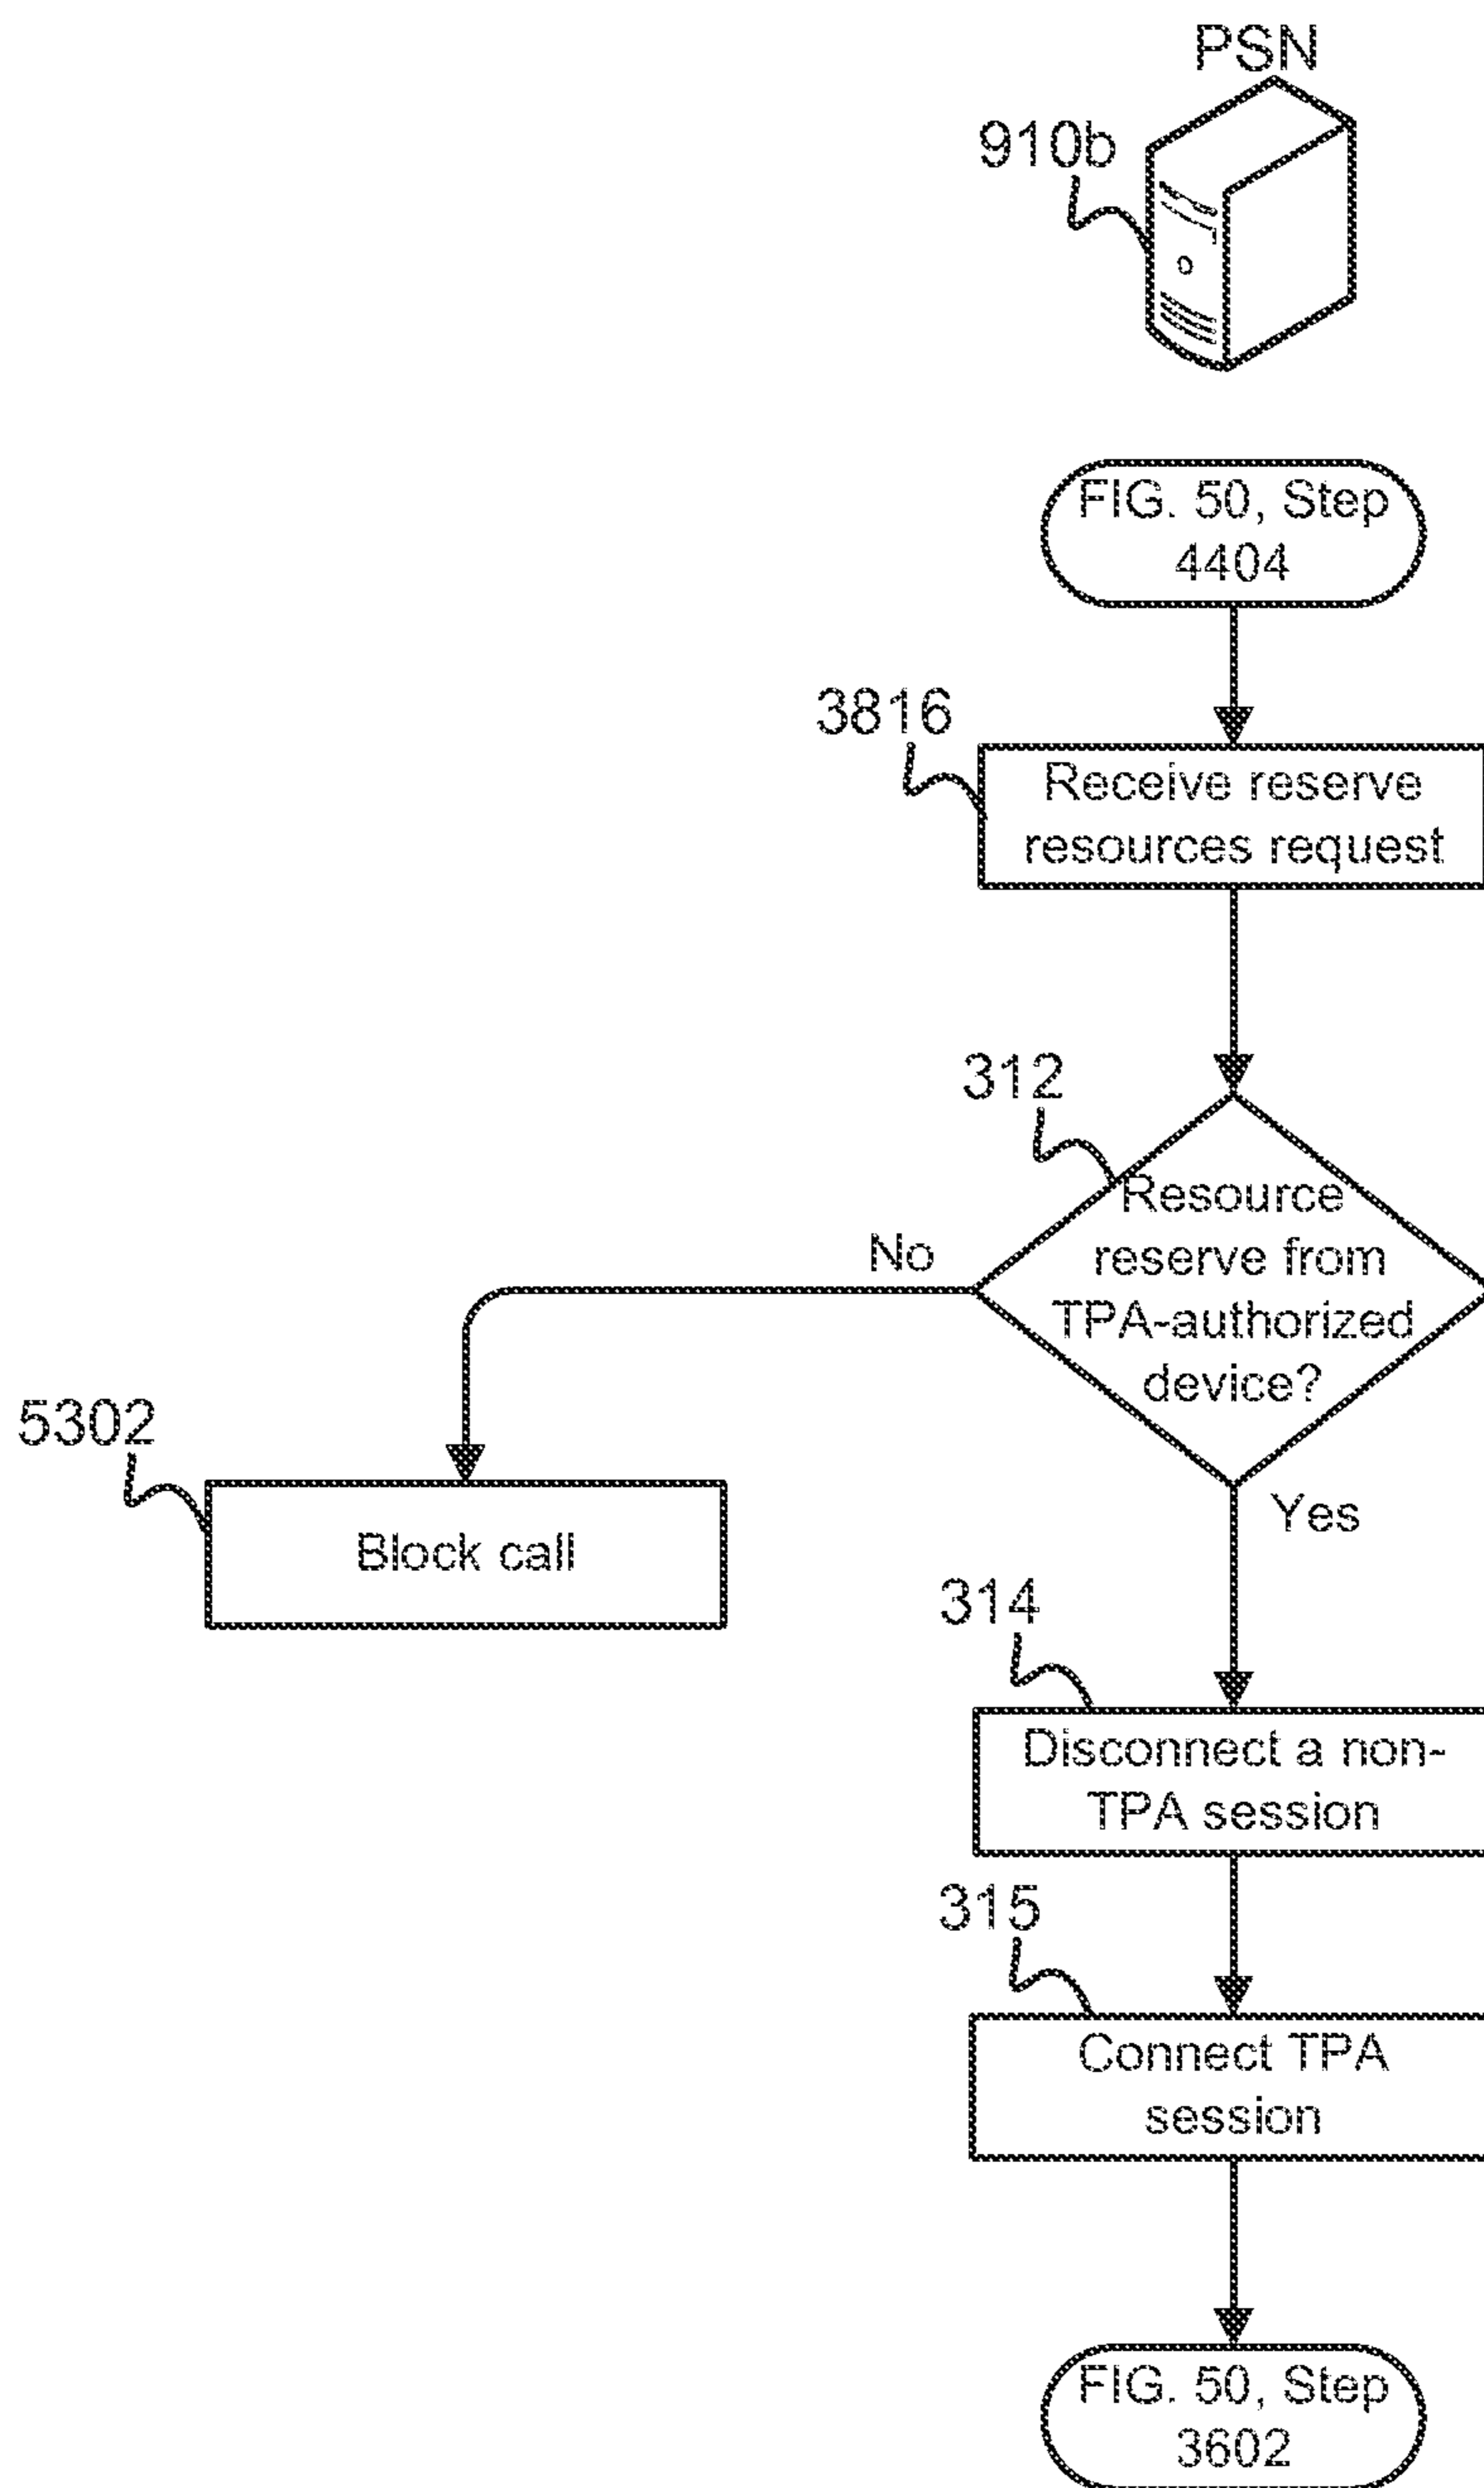 PSN
910b
FIG. 50, Step
4404
3816
Receive reserve
resources request
312
Resource
reserve from
TPA-authorized
device?
No
Yes
5302
Block call
314
Disconnect a non-
TPA session
315
Connect TPA
session
FIG. 50, Step
3602